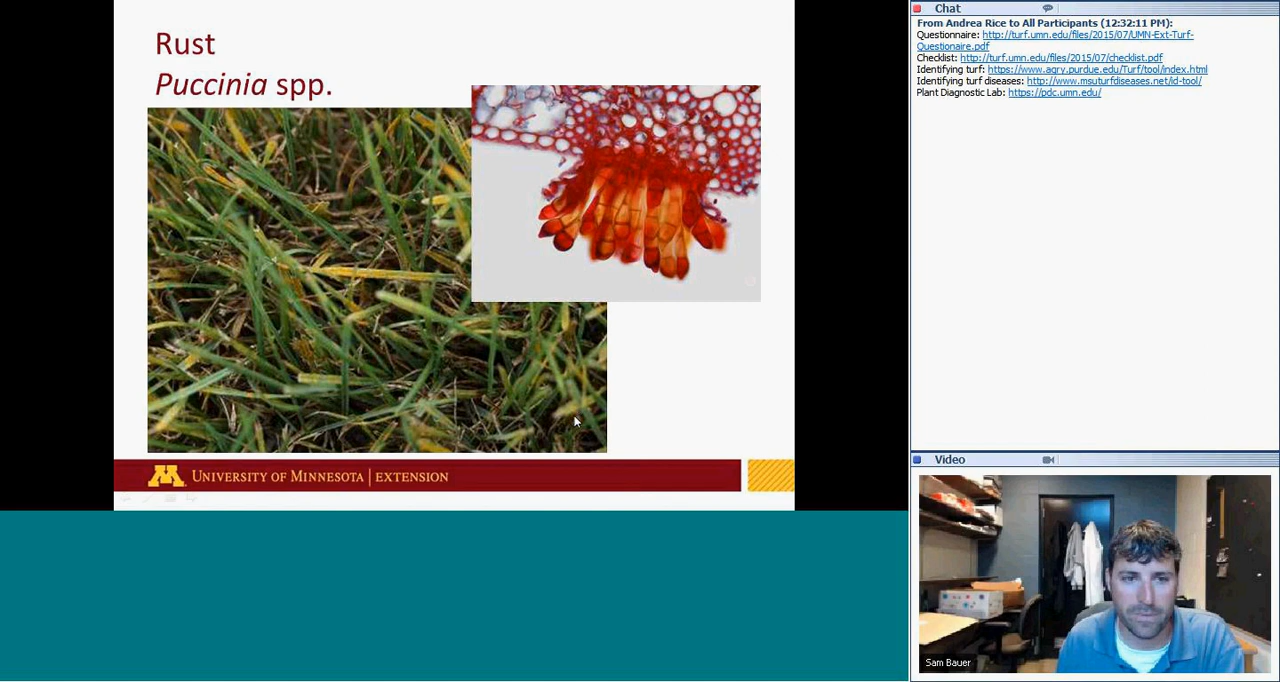 Rust
Puccinia spp.
UNIVERSITY OF MINNESOTA | EXTENSION
Chat
From Andrea Rice to All Participants (12:32:11 PM):
Questionnaire: http://turf.umn.edu/files/2015/07/UMN-Ext-Turf-
Questionaire.pdf
Checklist: http://turf.umn.edu/files/2015/07/checklist.pdf
Identifying turf: https://www.agry.purdue.edu/Turf/tool/index.html
Identifying turf diseases: http://www.msuturfdiseases.net/id-tool/
Plant Diagnostic Lab: https://pdc.umn.edu/
Video
Sam Bauer